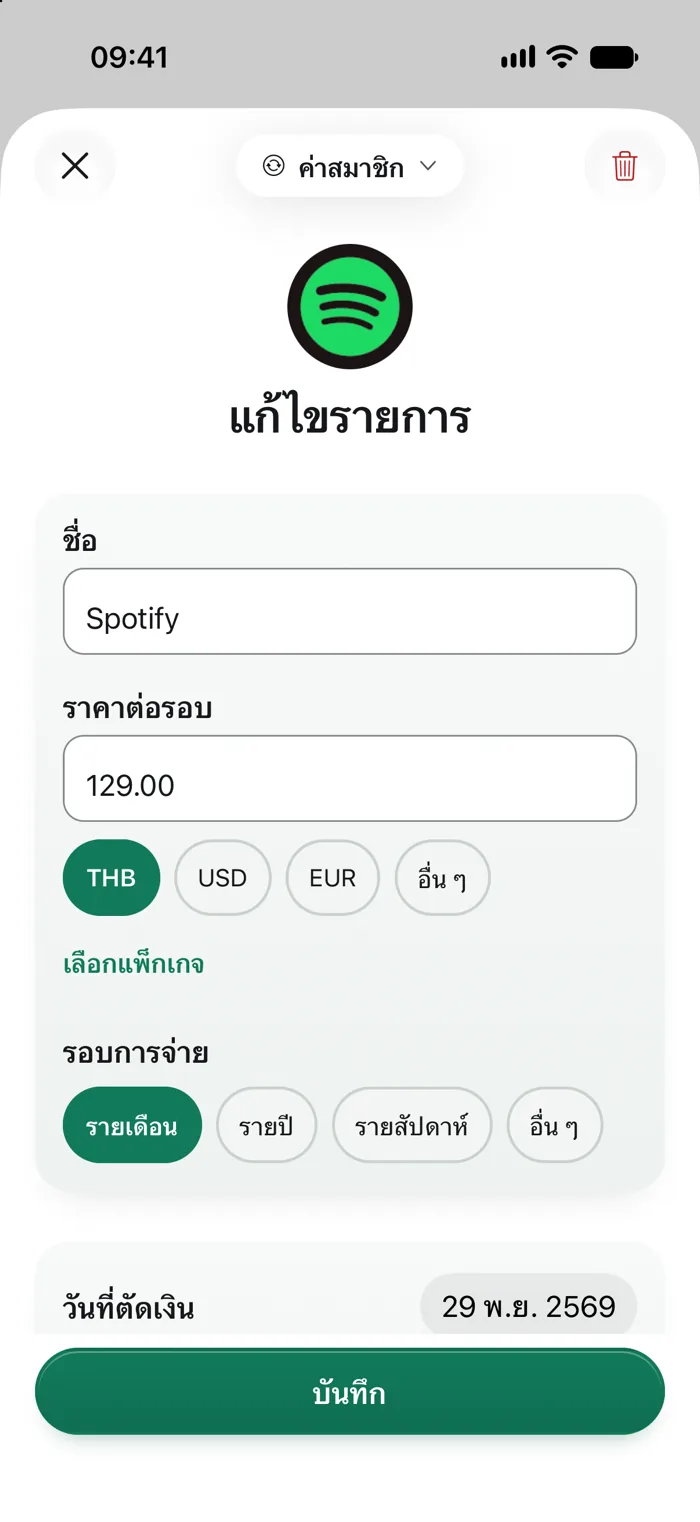 09:41
ค่าสมาชิก
แก้ไขรายการ
ชื่อ
Spotify
ราคาต่อรอบ
129.00
THB USD EUR อื่น ๆ
เลือกแพ็กเกจ
รอบการจ่าย
รายเดือน รายปี รายสัปดาห์ อื่น ๆ
วันที่ตัดเงิน 29 พ.ย. 2569
บันทึก